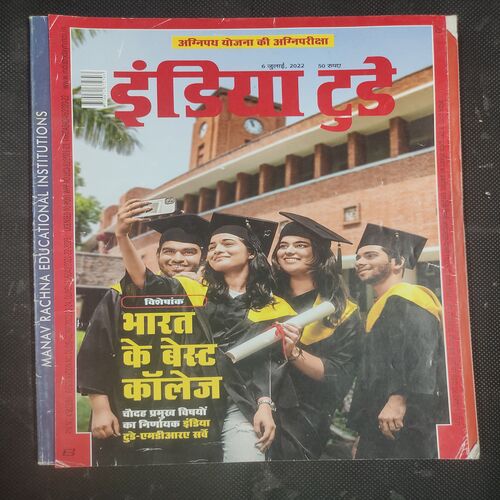 अग्निपथ योजना की अग्निपरीक्षा
6 जुलाई, 2022 50 रुपए
इंडिया टुडे
MANAV RACHNA EDUCATIONAL INSTITUTIONS
विशेषांक
भारत
के बेस्ट
कॉलेज
चौदह प्रमुख विषयों
का निर्णायक इंडिया
टुडे-एमडीआरए सर्वे